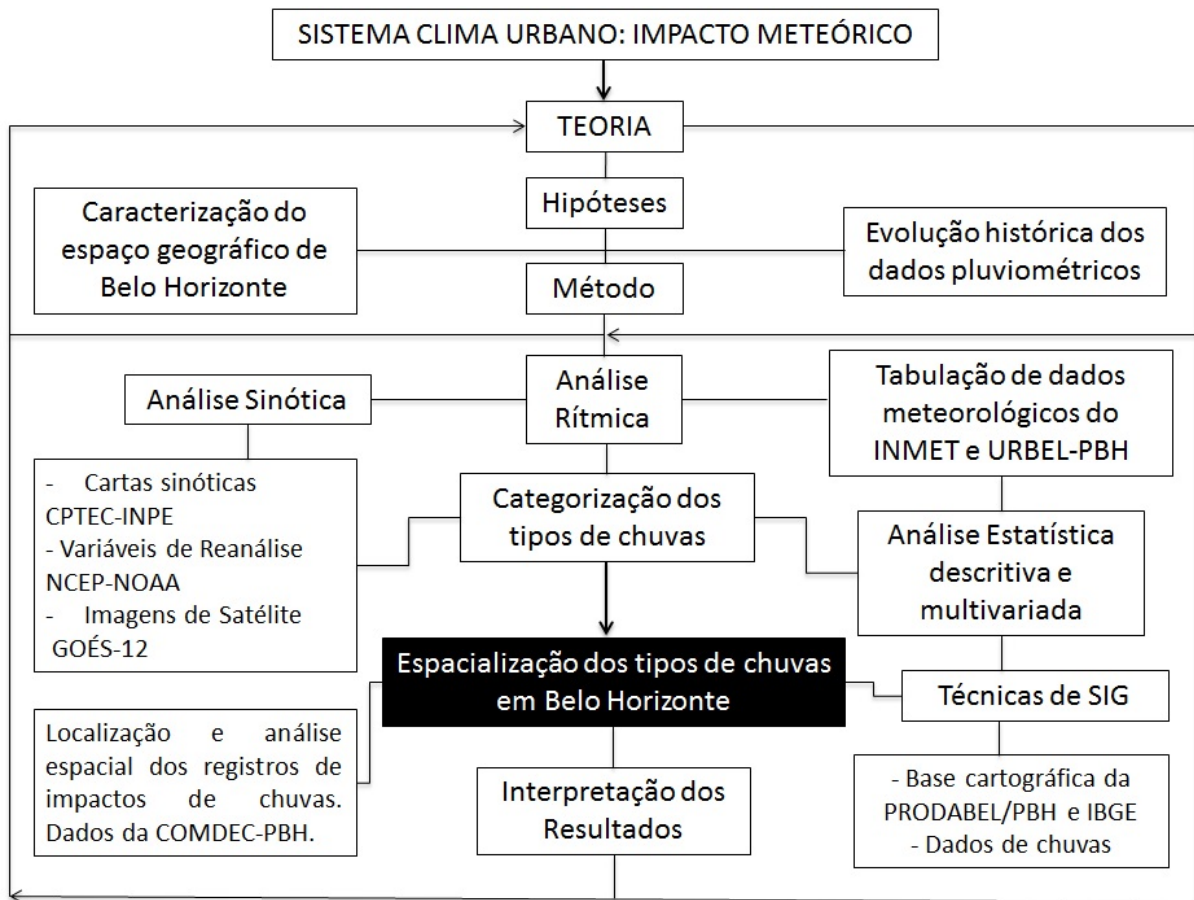 SISTEMA CLIMA URBANO: IMPACTO METEÓRICO
TEORIA
Hipóteses
Caracterização do
espaço geográfico de
Belo Horizonte
Evolução histórica dos
dados pluviométricos
Método
Análise Sinótica
Análise
Rítmica
Tabulação de dados
meteorológicos do
INMET e URBEL-PBH
- Cartas sinóticas
CPTEC-INPE
- Variáveis de Reanálise
NCEP-NOAA
- Imagens de Satélite
GOÉS-12
Categorização dos
tipos de chuvas
Análise Estatística
descritiva e
multivariada
Espacialização dos tipos de chuvas
em Belo Horizonte
Técnicas de SIG
Localização e análise
espacial dos registros de
impactos de chuvas.
Dados da COMDEC-PBH.
Interpretação dos
Resultados
- Base cartográfica da
PRODABEL/PBH e IBGE
- Dados de chuvas